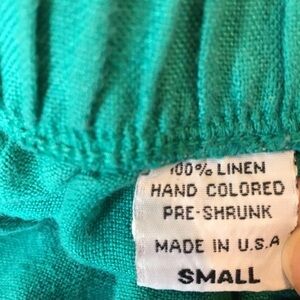 100% LINEN
HAND COLORED
PRE-SHRUNK
MADE IN U.S.A
SMALL